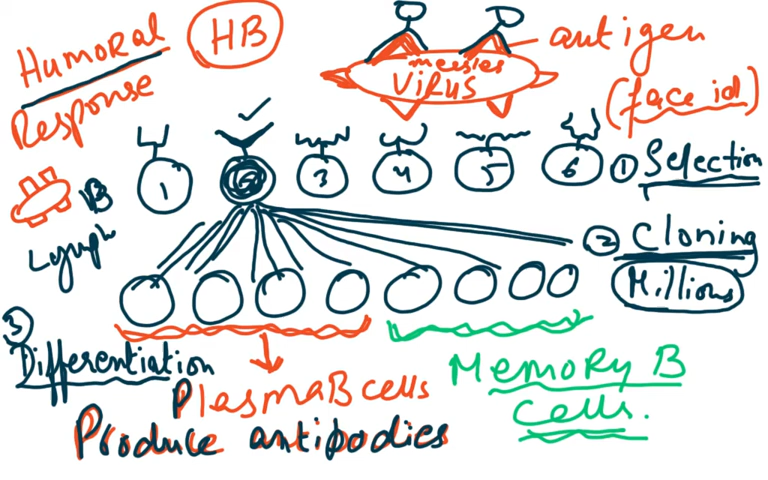 Humoral
Response
HB
measles
Virus
antigen
(face id)
1
3
4
5
6
① Selection
B
Lymph
② Cloning
Millions
③
Differentiation
Plasma B cells
Produce antibodies
Memory B
Cells.